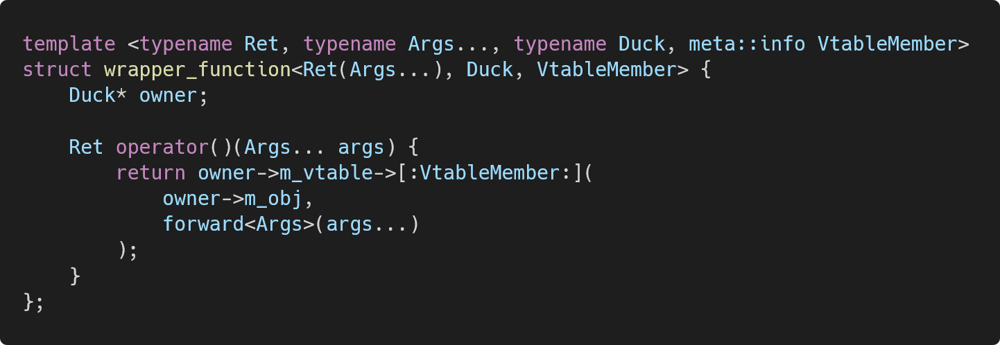 template <typename Ret, typename Args..., typename Duck, meta::info VtableMember>
struct wrapper_function<Ret(Args...), Duck, VtableMember> {
    Duck* owner;

    Ret operator()(Args... args) {
        return owner->m_vtable->[:VtableMember:](
            owner->m_obj,
            forward<Args>(args...)
        );
    }
};